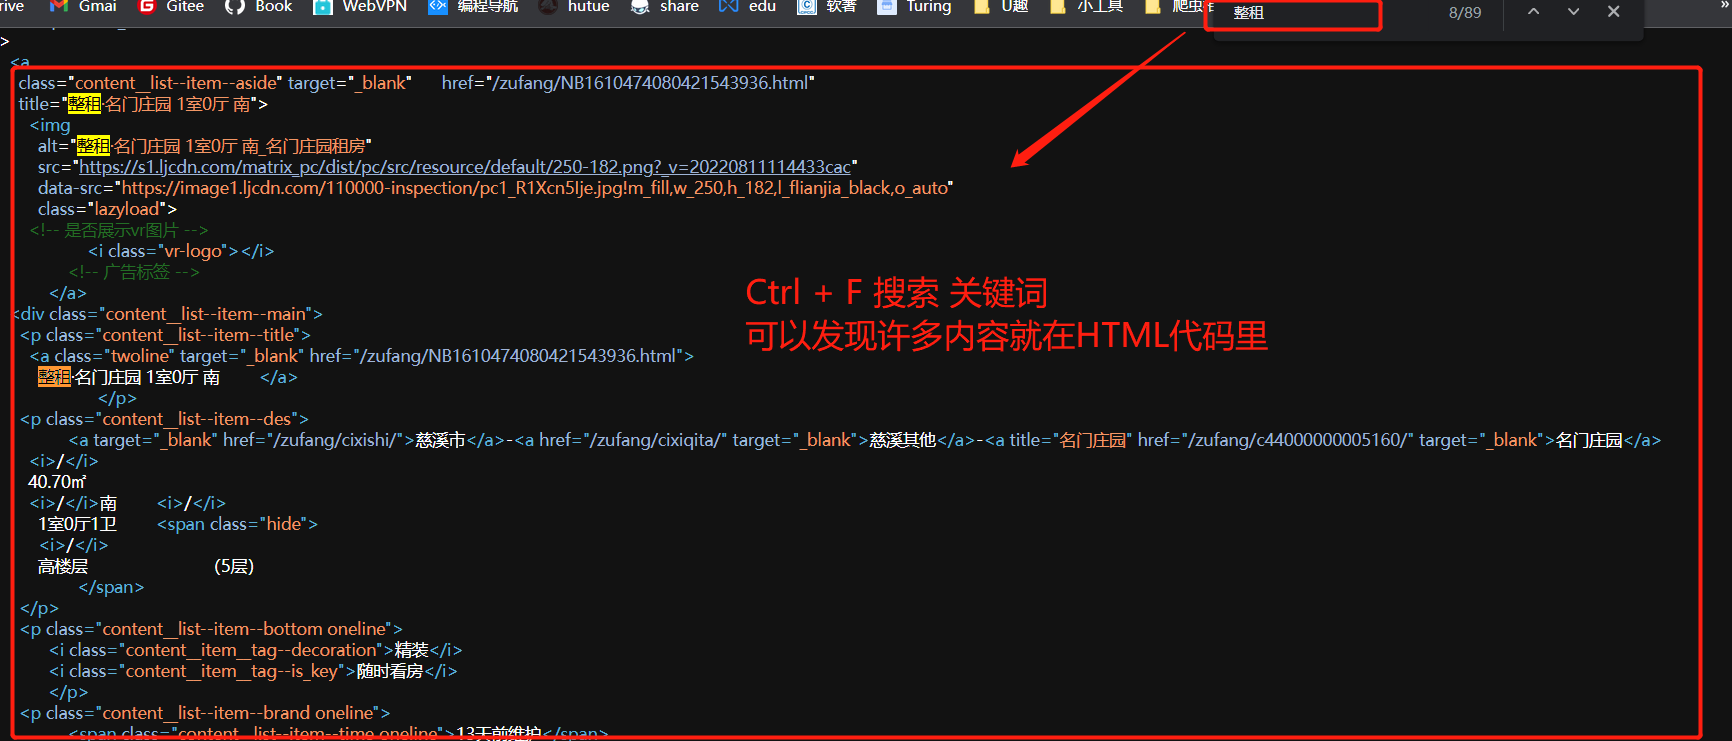 rive Gmai Gitee Book WebVPN 编程导航 hutue share edu 软著 Turing U趣 小工具 整租 8/89 »
>
<a
class="content__list--item--aside" target="_blank" href="/zufang/NB1610474080421543936.html"
title="整租·名门庄园 1室0厅 南">
<img
alt="整租·名门庄园 1室0厅 南_名门庄园租房"
src="https://s1.ljcdn.com/matrix_pc/dist/pc/src/resource/default/250-182.png?_v=20220811114433cac"
data-src="https://image1.ljcdn.com/110000-inspection/pc1_R1Xcn5Ije.jpg!m_fill,w_250,h_182,l_flianjia_black,o_auto"
class="lazyload">
<!-- 是否展示vr图片 -->
<i class="vr-logo"></i>
<!-- 广告标签 -->
</a>
<div class="content__list--item--main">
<p class="content__list--item--title">
<a class="twoline" target="_blank" href="/zufang/NB1610474080421543936.html">
整租·名门庄园 1室0厅 南 </a>
</p>
<p class="content__list--item--des">
<a target="_blank" href="/zufang/cixishi/">慈溪市</a>-<a href="/zufang/cixiqita/" target="_blank">慈溪其他</a>-<a title="名门庄园" href="/zufang/c44000000005160/" target="_blank">名门庄园</a>
<i>/</i>
40.70㎡
<i>/</i>南 <i>/</i>
1室0厅1卫 <span class="hide">
<i>/</i>
高楼层 (5层)
</span>
</p>
<p class="content__list--item--bottom oneline">
<i class="content__item__tag--decoration">精装</i>
<i class="content__item__tag--is_key">随时看房</i>
</p>
<p class="content__list--item--brand oneline">
<span class="content__list--item--time oneline">13天前维护</span>
Ctrl + F 搜索 关键词
可以发现许多内容就在HTML代码里